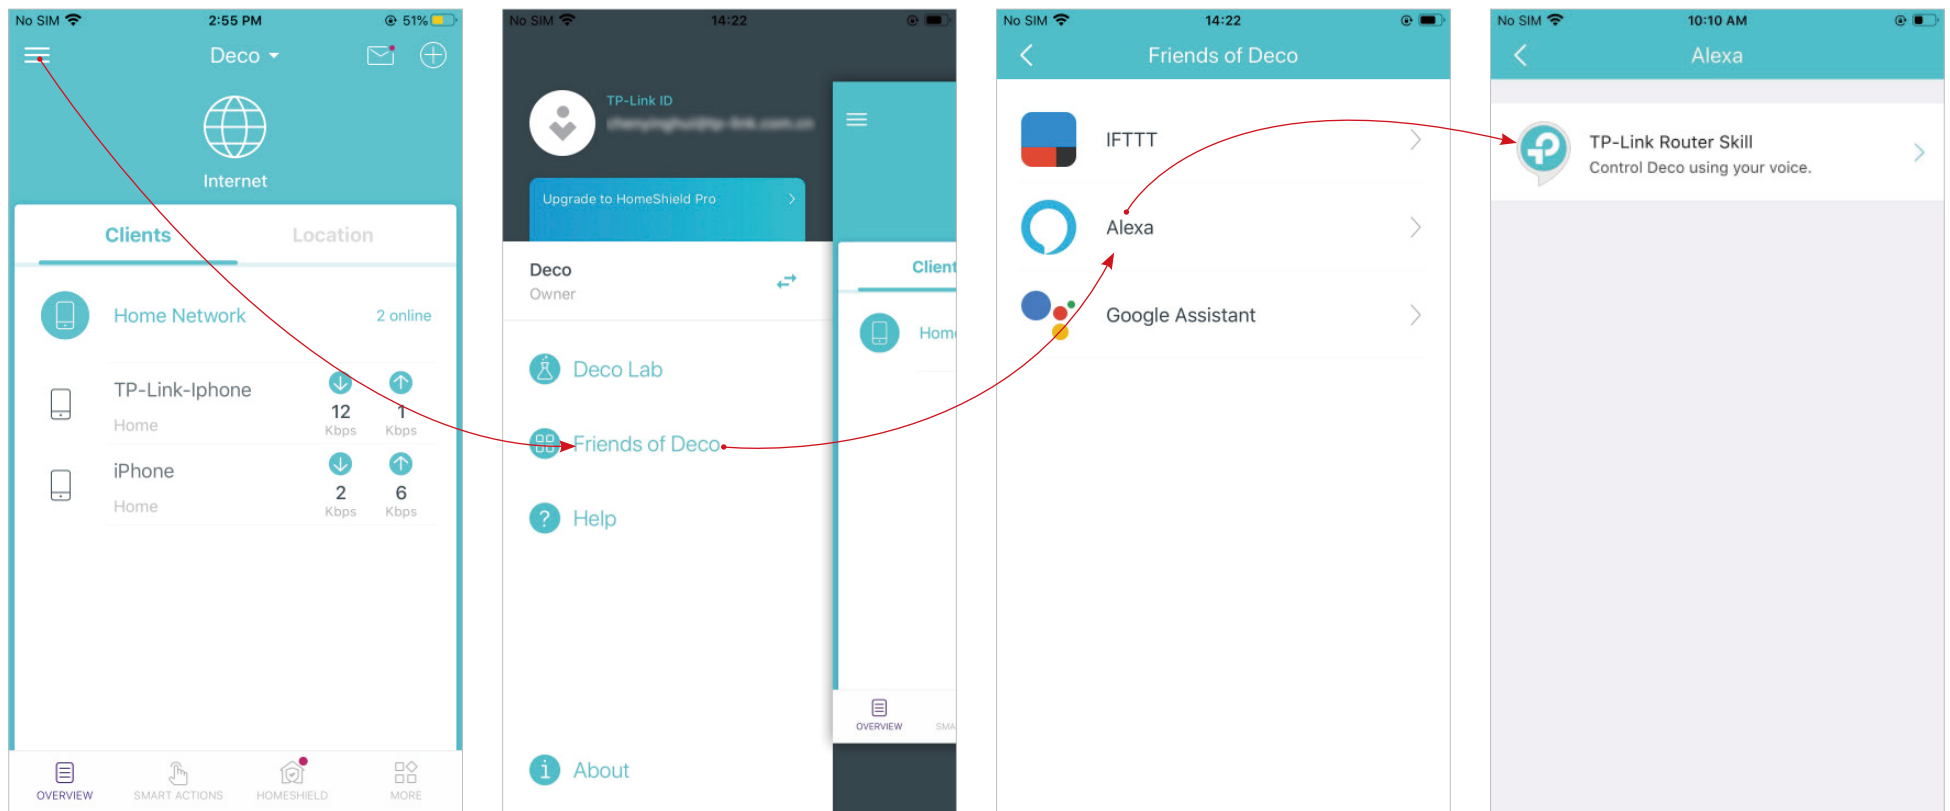 No SIM 2:55 PM 51%
Deco
Internet
Clients Location
Home Network 2 online
TP-Link-Iphone
12 1
Home Kbps Kbps
iPhone
2 6
Home Kbps Kbps
OVERVIEW SMART ACTIONS HOMESHIELD MORE
No SIM 14:22
TP-Link ID
Upgrade to HomeShield Pro
Deco
Owner
Client
Home
Deco Lab
Friends of Deco
? Help
OVERVIEW SMA
i About
No SIM 14:22
Friends of Deco
IFTTT
Alexa
Google Assistant
No SIM 10:10 AM
Alexa
TP-Link Router Skill
Control Deco using your voice.